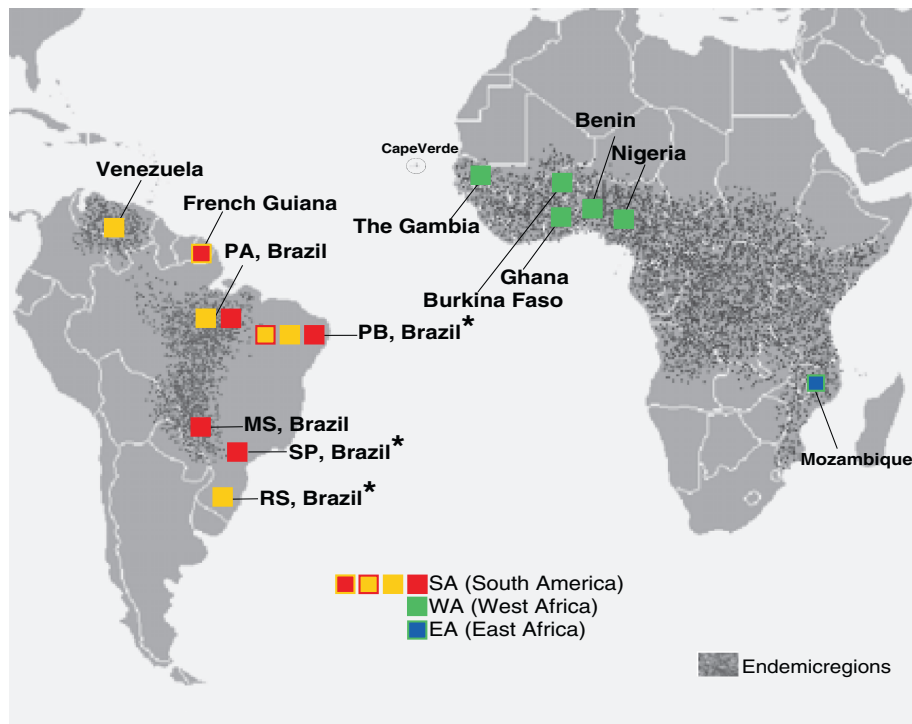 Benin
CapeVerde
Nigeria
Venezuela
French Guiana
The Gambia
PA, Brazil
Ghana
Burkina Faso
PB, Brazil*
MS, Brazil
SP, Brazil*
Mozambique
RS, Brazil*
SA (South America)
WA (West Africa)
EA (East Africa)
Endemicregions